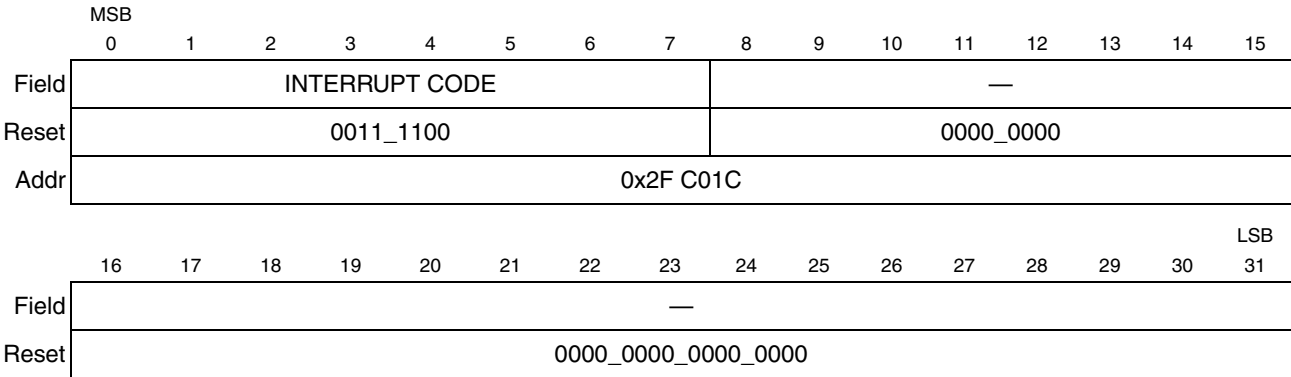 MSB
0 1 2 3 4 5 6 7 8 9 10 11 12 13 14 15
Field INTERRUPT CODE —
Reset 0011_1100 0000_0000
Addr 0x2F C01C
LSB
16 17 18 19 20 21 22 23 24 25 26 27 28 29 30 31
Field —
Reset 0000_0000_0000_0000